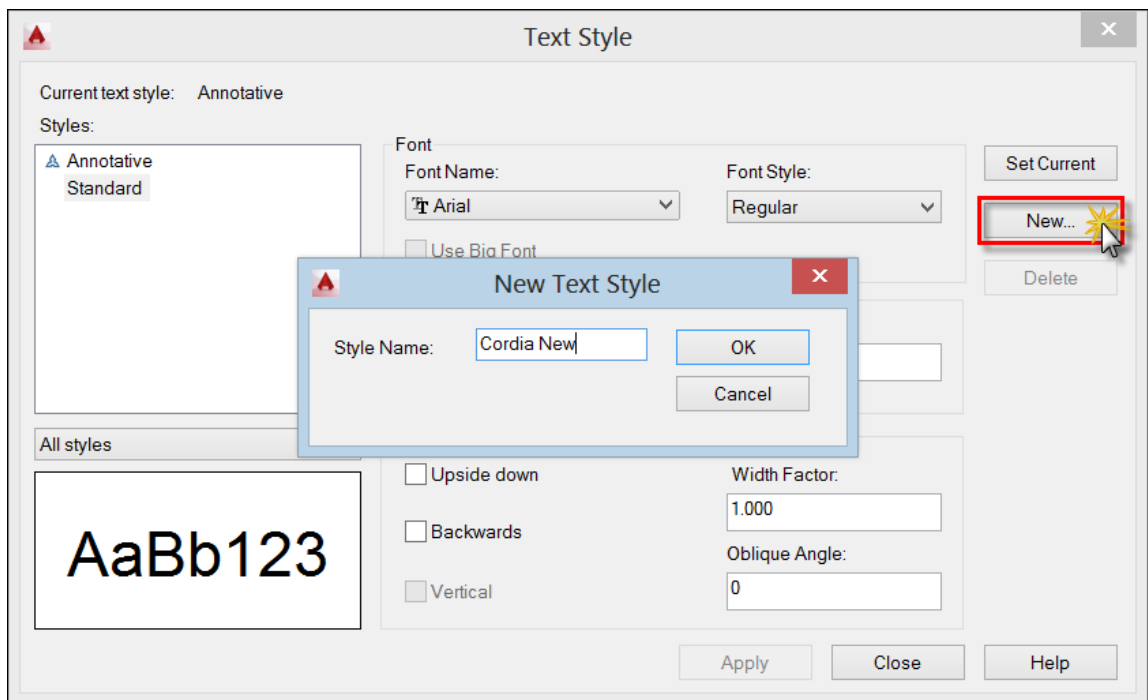 Text Style
Current text style: Annotative
Styles:
Annotative
Standard
Font
Font Name:
Arial
Font Style:
Regular
Use Big Font
Set Current
New...
Delete
New Text Style
Style Name:
Cordia New
OK
Cancel
All styles
AaBb123
Upside down
Backwards
Vertical
Width Factor:
1.000
Oblique Angle:
0
Apply
Close
Help